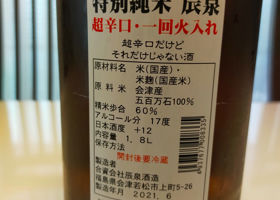 特別純米 辰泉
超辛口・一回火入れ
超辛口だけど
それだけじゃない酒
原材料名 米(国産)・
米麹(国産米)
原料米 会津産
五百万石100%
精米歩合 60%
アルコール分 17度
日本酒度 +12
内容量 1.8L
保存方法
開封後要冷蔵
製造者
合資会社辰泉酒造
福島県会津若松市上町5-26
製造年月 2021.6